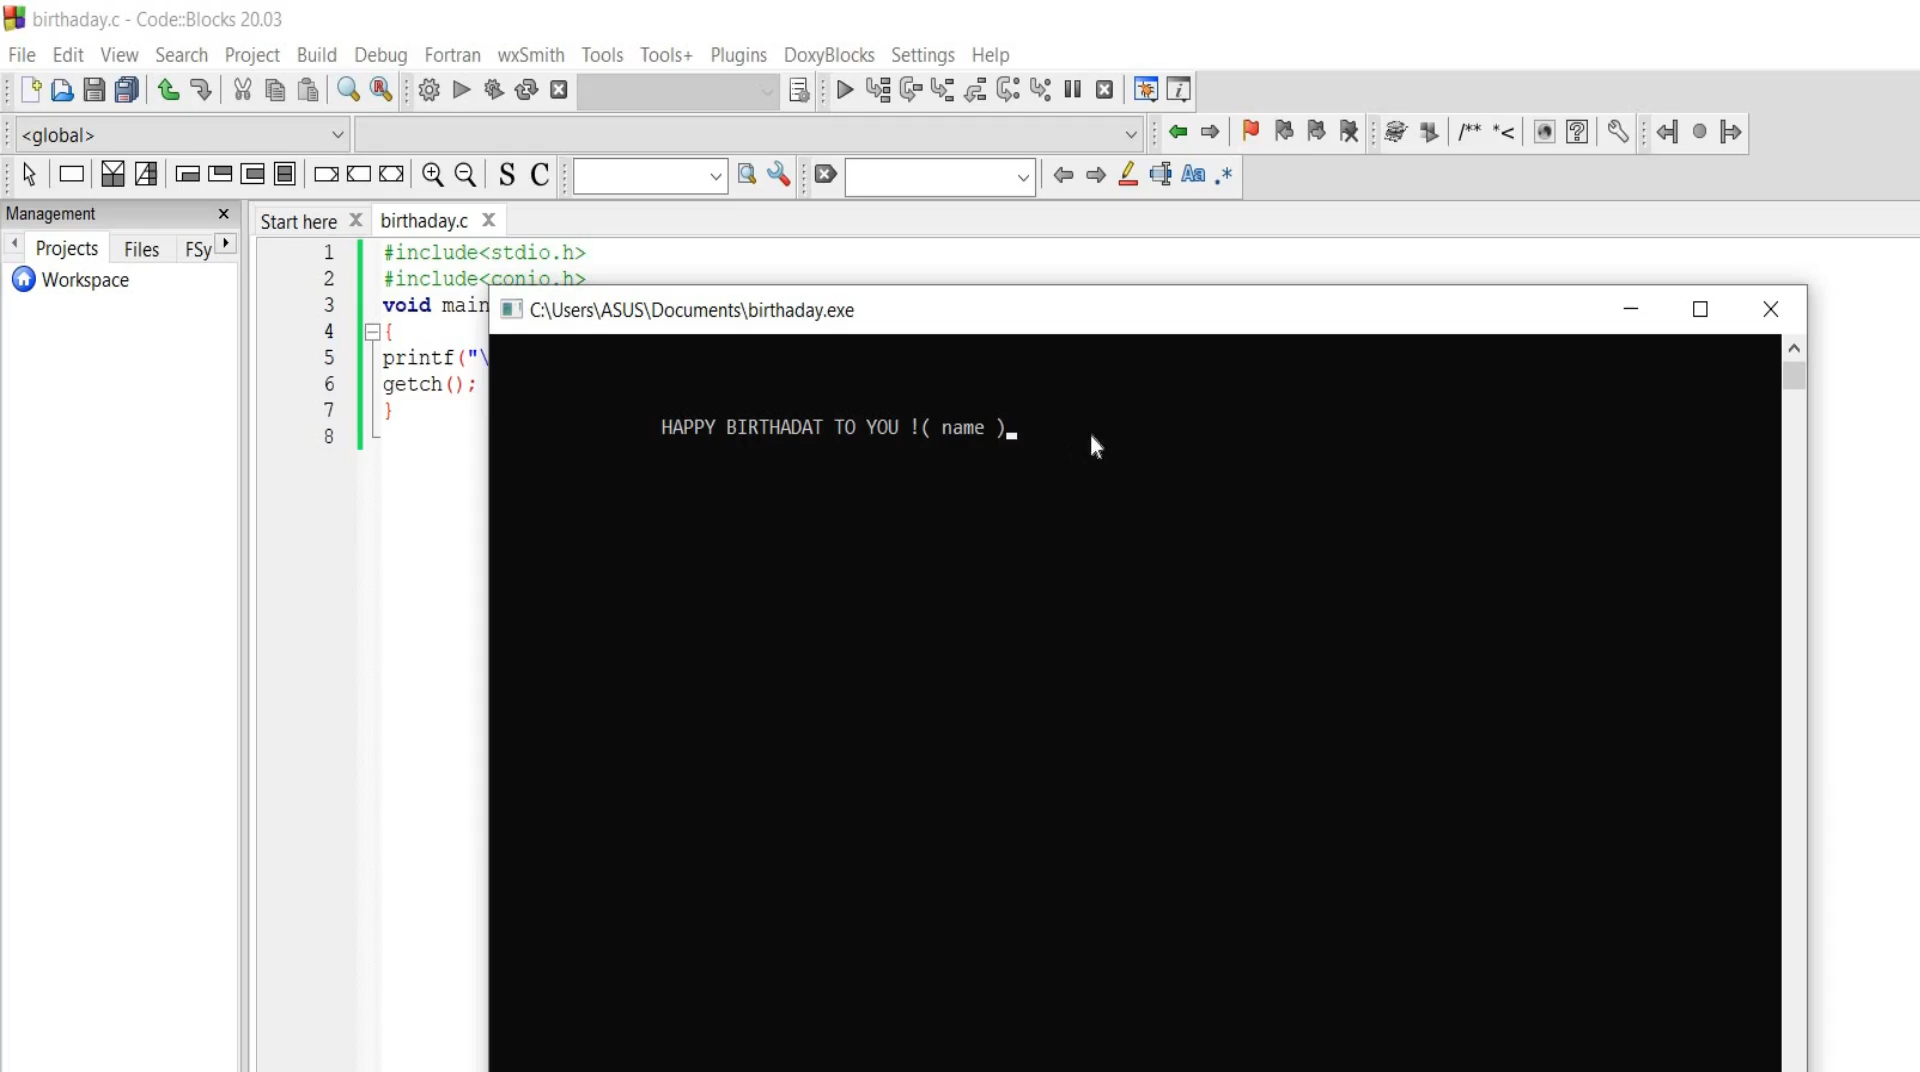 birthaday.c - Code::Blocks 20.03
File Edit View Search Project Build Debug Fortran wxSmith Tools Tools+ Plugins DoxyBlocks Settings Help
<global>
/** *<
S C
Aa .*
Management
Start here birthaday.c
Projects Files FSy
Workspace
1 #include<stdio.h>
2 #include<conio.h>
3 void main
4 {
5 printf("\
6 getch();
7 }
8
C:\Users\ASUS\Documents\birthaday.exe
HAPPY BIRTHADAT TO YOU !( name )